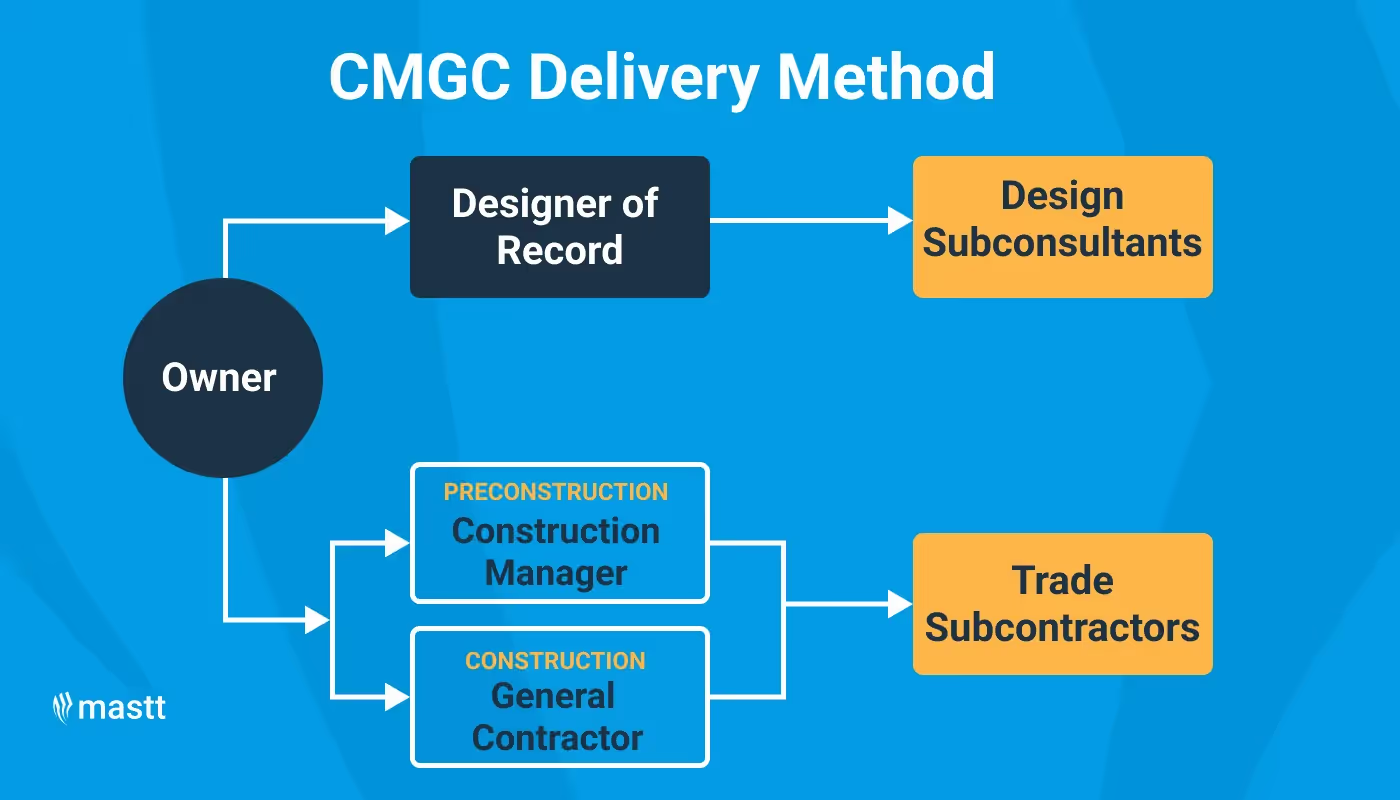 CMGC Delivery Method
Designer of
Record
Design
Subconsultants
Owner
PRECONSTRUCTION
Construction
Manager
CONSTRUCTION
General
Contractor
Trade
Subcontractors
mastt